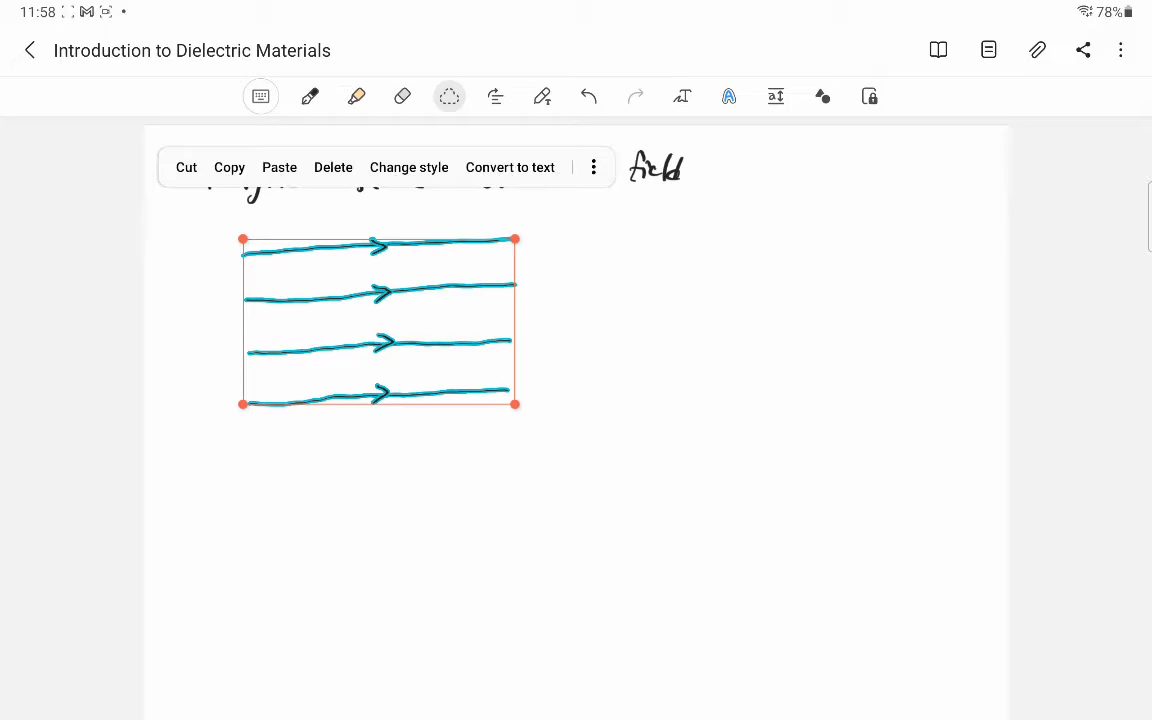 11:58 78%
Introduction to Dielectric Materials
Cut Copy Paste Delete Change style Convert to text
field